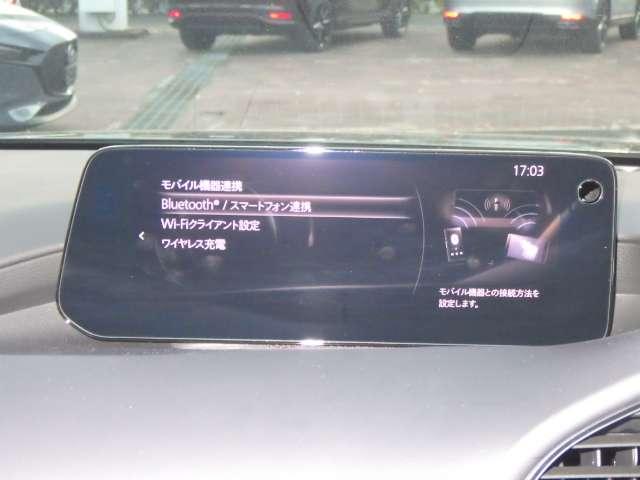 17:03
モバイル機器連携
Bluetooth® / スマートフォン連携
Wi-Fiクライアント設定
ワイヤレス充電
モバイル機器との接続方法を
設定します。